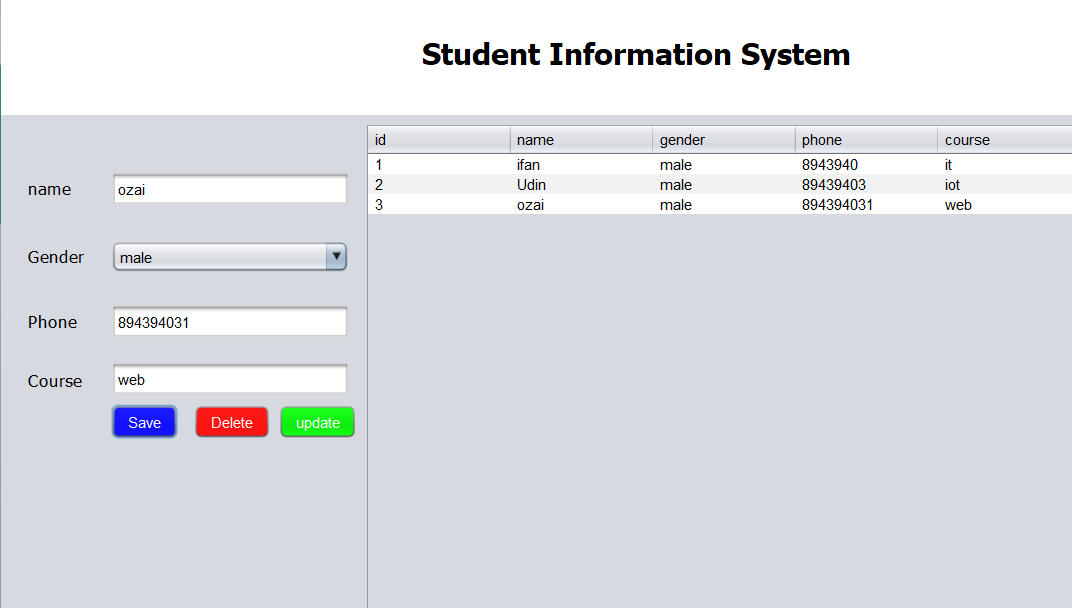 Student Information System
name ozai
Gender male
Phone 894394031
Course web
Save Delete update
id name gender phone course
1 ifan male 8943940 it
2 Udin male 89439403 iot
3 ozai male 894394031 web